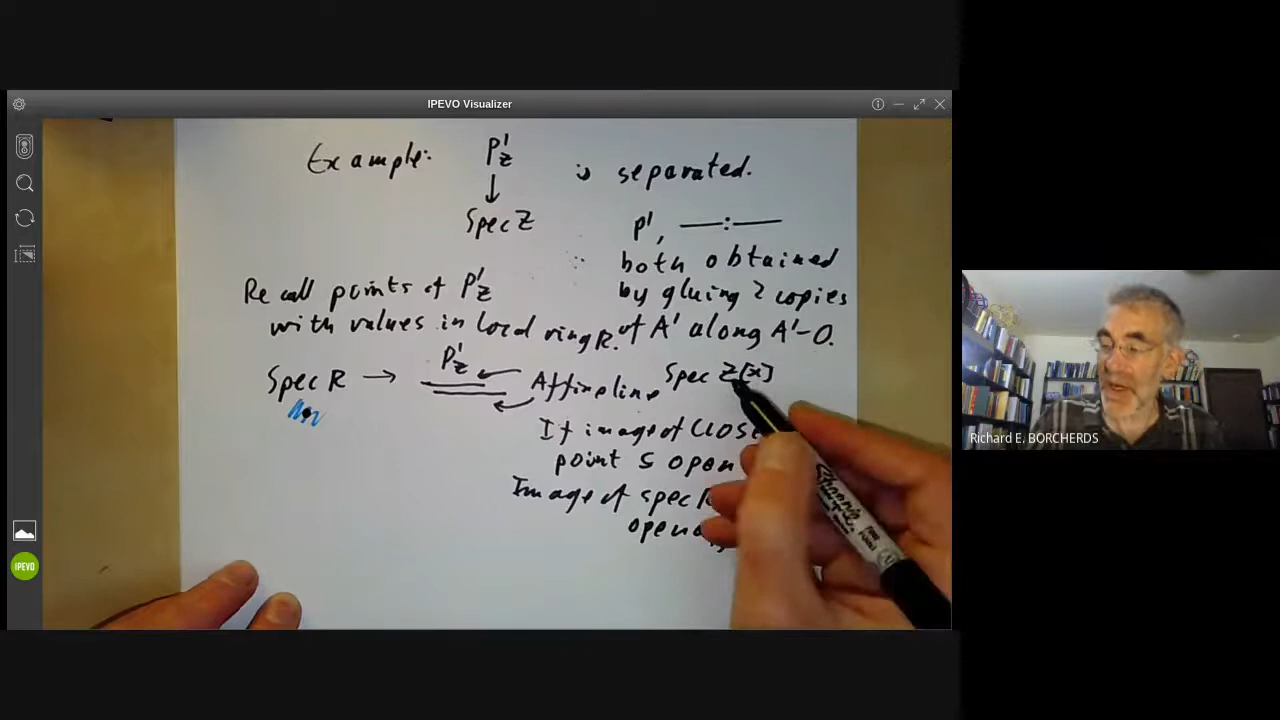 IPEVO Visualizer
Example: P¹_Z is separated.
↓
Spec Z
P¹, —:—
both obtained
by gluing 2 copies
of A¹ along A¹-0.
Recall points of P¹_Z
with values in local ring R.
Spec R → P¹_Z
Affine line Spec Z[x]
If image of close
point is open
Image of spec R
open
Sharpie
IPEVO
Richard E. BORCHERDS